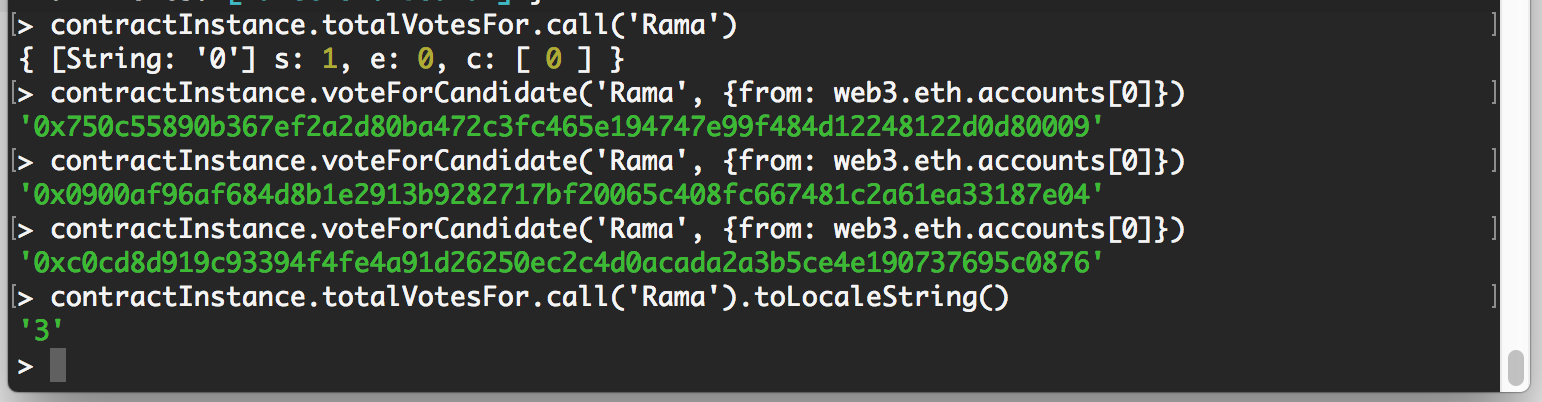 > contractInstance.totalVotesFor.call('Rama')
{ [String: '0'] s: 1, e: 0, c: [ 0 ] }
> contractInstance.voteForCandidate('Rama', {from: web3.eth.accounts[0]})
'0x750c55890b367ef2a2d80ba472c3fc465e194747e99f484d12248122d0d80009'
> contractInstance.voteForCandidate('Rama', {from: web3.eth.accounts[0]})
'0x0900af96af684d8b1e2913b9282717bf20065c408fc667481c2a61ea33187e04'
> contractInstance.voteForCandidate('Rama', {from: web3.eth.accounts[0]})
'0xc0cd8d919c93394f4fe4a91d26250ec2c4d0acada2a3b5ce4e190737695c0876'
> contractInstance.totalVotesFor.call('Rama').toLocaleString()
'3'
>